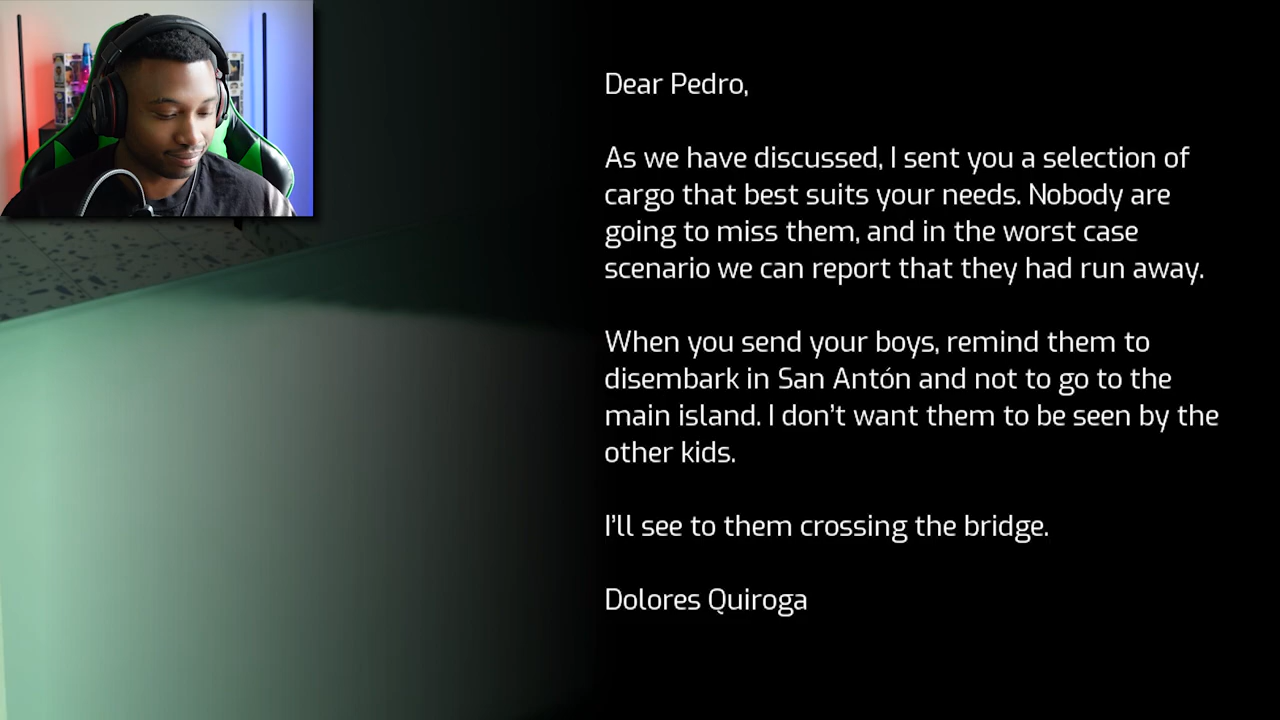 Dear Pedro,
As we have discussed, I sent you a selection of
cargo that best suits your needs. Nobody are
going to miss them, and in the worst case
scenario we can report that they had run away.
When you send your boys, remind them to
disembark in San Antón and not to go to the
main island. I don’t want them to be seen by the
other kids.
I’ll see to them crossing the bridge.
Dolores Quiroga